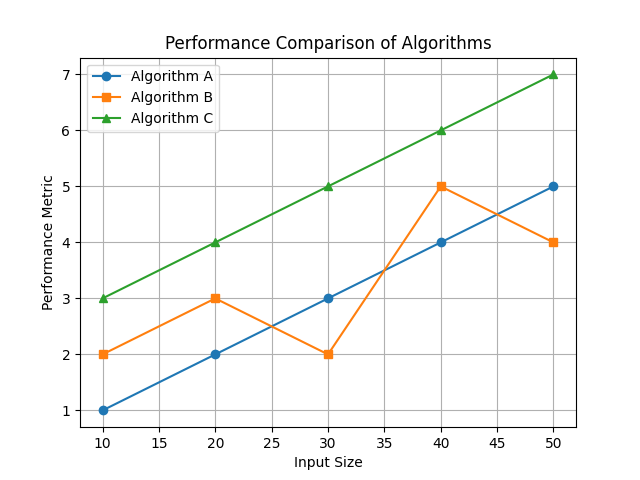 Performance Comparison of Algorithms
Algorithm A
Algorithm B
Algorithm C
Performance Metric
7
6
5
4
3
2
1
10 15 20 25 30 35 40 45 50
Input Size